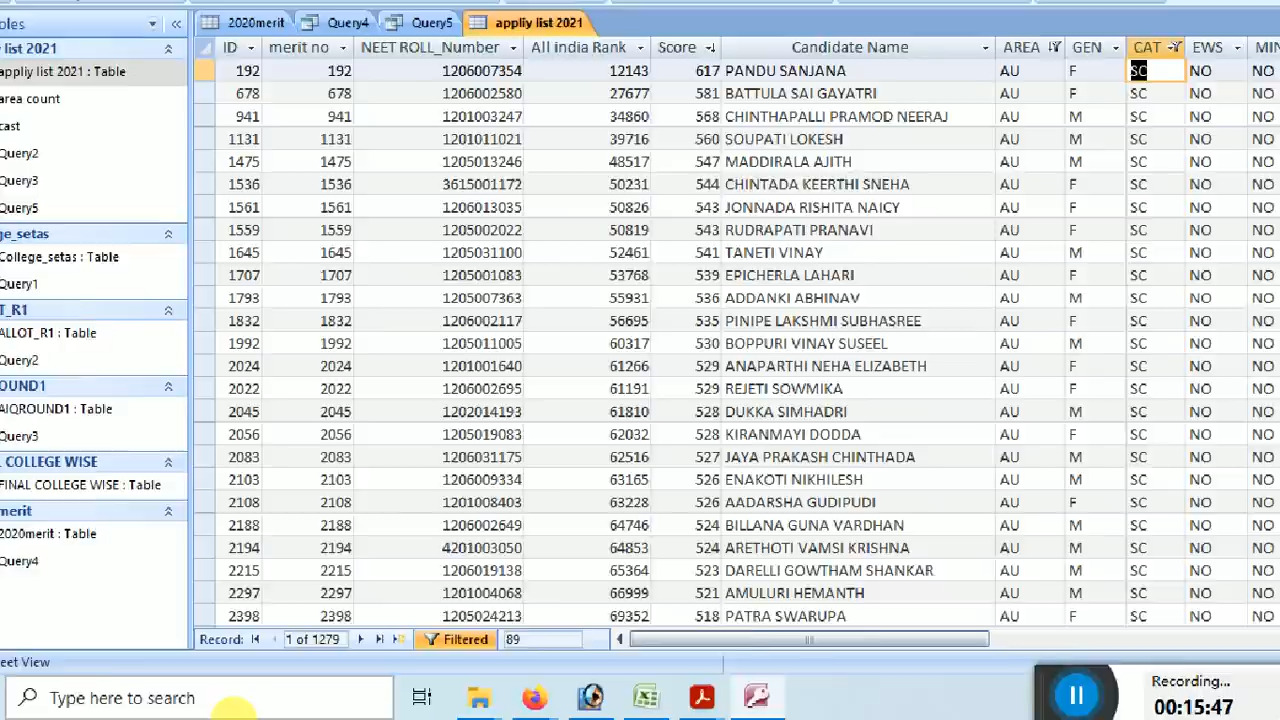 2020merit Query4 Query5 appliy list 2021
oles
y list 2021
appliy list 2021 : Table
area count
cast
Query2
Query3
Query5
ge_setas
College_setas : Table
Query1
T_R1
ALLOT_R1 : Table
Query2
OUND1
AIQROUND1 : Table
Query3
COLLEGE WISE
FINAL COLLEGE WISE : Table
merit
2020merit : Table
Query4
ID merit no NEET ROLL_Number All india Rank Score Candidate Name AREA GEN CAT EWS MIN
192 192 1206007354 12143 617 PANDU SANJANA AU F SC NO NO
678 678 1206002580 27677 581 BATTULA SAI GAYATRI AU F SC NO NO
941 941 1201003247 34860 568 CHINTHAPALLI PRAMOD NEERAJ AU M SC NO NO
1131 1131 1201011021 39716 560 SOUPATI LOKESH AU M SC NO NO
1475 1475 1205013246 48517 547 MADDIRALA AJITH AU M SC NO NO
1536 1536 3615001172 50231 544 CHINTADA KEERTHI SNEHA AU F SC NO NO
1561 1561 1206013035 50826 543 JONNADA RISHITA NAICY AU F SC NO NO
1559 1559 1205002022 50819 543 RUDRAPATI PRANAVI AU F SC NO NO
1645 1645 1205031100 52461 541 TANETI VINAY AU M SC NO NO
1707 1707 1205001083 53768 539 EPICHERLA LAHARI AU F SC NO NO
1793 1793 1205007363 55931 536 ADDANKI ABHINAV AU M SC NO NO
1832 1832 1206002117 56695 535 PINIPE LAKSHMI SUBHASREE AU F SC NO NO
1992 1992 1205011005 60317 530 BOPPURI VINAY SUSEEL AU M SC NO NO
2024 2024 1201001640 61266 529 ANAPARTHI NEHA ELIZABETH AU F SC NO NO
2022 2022 1206002695 61191 529 REJETI SOWMIKA AU F SC NO NO
2045 2045 1202014193 61810 528 DUKKA SIMHADRI AU M SC NO NO
2056 2056 1205019083 62032 528 KIRANMAYI DODDA AU F SC NO NO
2083 2083 1206031175 62516 527 JAYA PRAKASH CHINTHADA AU M SC NO NO
2103 2103 1206009334 63165 526 ENAKOTI NIKHILESH AU M SC NO NO
2108 2108 1201008403 63228 526 AADARSHA GUDIPUDI AU F SC NO NO
2188 2188 1206002649 64746 524 BILLANA GUNA VARDHAN AU M SC NO NO
2194 2194 4201003050 64853 524 ARETHOTI VAMSI KRISHNA AU M SC NO NO
2215 2215 1206019138 65364 523 DARELLI GOWTHAM SHANKAR AU M SC NO NO
2297 2297 1201004068 66999 521 AMULURI HEMANTH AU M SC NO NO
2398 2398 1205024213 69352 518 PATRA SWARUPA AU F SC NO NO
Record: 1 of 1279 Filtered 89
eet View
Type here to search
Recording...
00:15:47